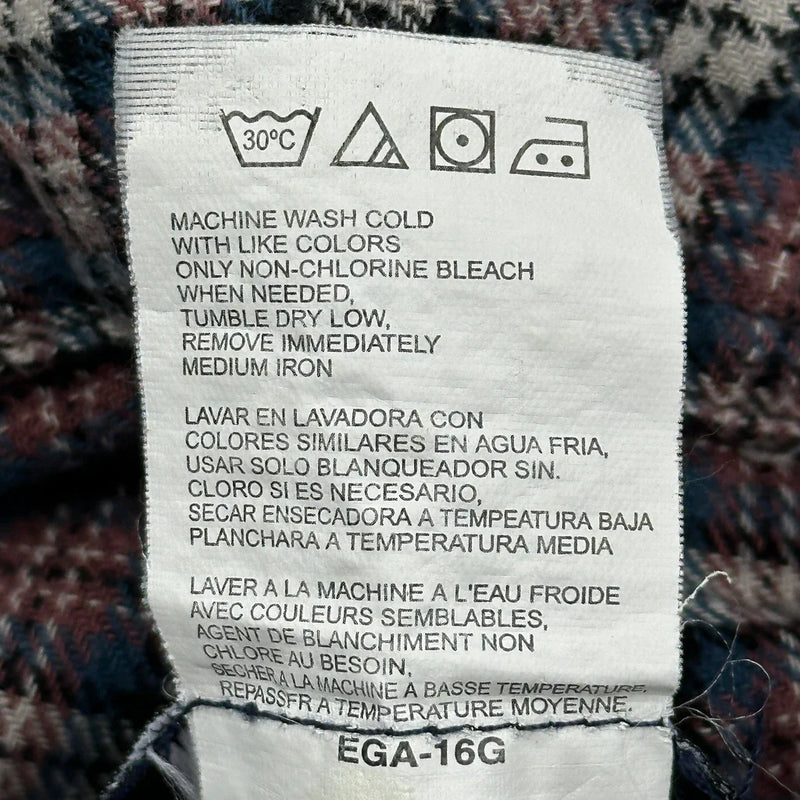 30ºC
MACHINE WASH COLD
WITH LIKE COLORS
ONLY NON-CHLORINE BLEACH
WHEN NEEDED,
TUMBLE DRY LOW,
REMOVE IMMEDIATELY
MEDIUM IRON
LAVAR EN LAVADORA CON
COLORES SIMILARES EN AGUA FRIA,
USAR SOLO BLANQUEADOR SIN.
CLORO SI ES NECESARIO,
SECAR ENSECADORA A TEMPEATURA BAJA
PLANCHARA A TEMPERATURA MEDIA
LAVER A LA MACHINE A L'EAU FROIDE
AVEC COULEURS SEMBLABLES,
AGENT DE BLANCHIMENT NON
CHLORE AU BESOIN,
SECHER A LA MACHINE A BASSE TEMPERATURE,
REPASSER A TEMPERATURE MOYENNE.
EGA-16G